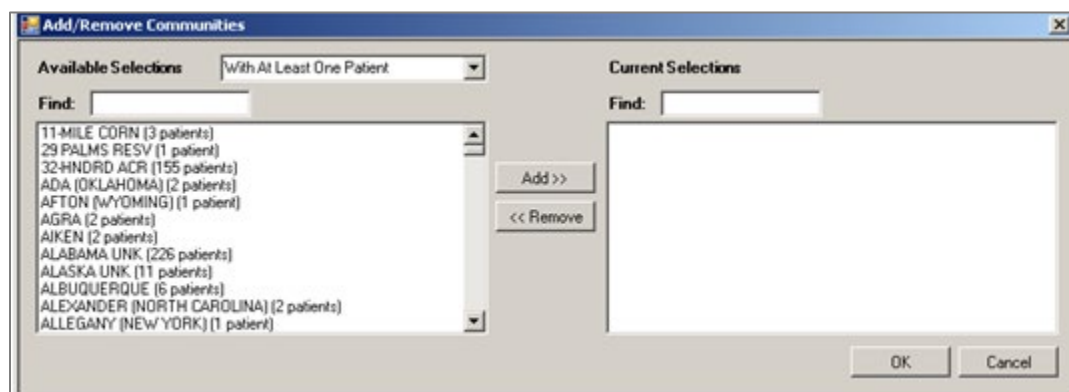 Add/Remove Communities
Available Selections With At Least One Patient Current Selections
Find: Find:
11-MILE CORN (3 patients)
29 PALMS RESV (1 patient)
32-HNDRD ACR (155 patients)
ADA (OKLAHOMA) (2 patients)
AFTON (WYOMING) (1 patient)
AGRA (2 patients)
AIKEN (2 patients)
ALABAMA UNK (226 patients)
ALASKA UNK (11 patients)
ALBUQUERQUE (6 patients)
ALEXANDER (NORTH CAROLINA) (2 patients)
ALLEGANY (NEW YORK) (1 patient)
Add >>
<< Remove
OK Cancel